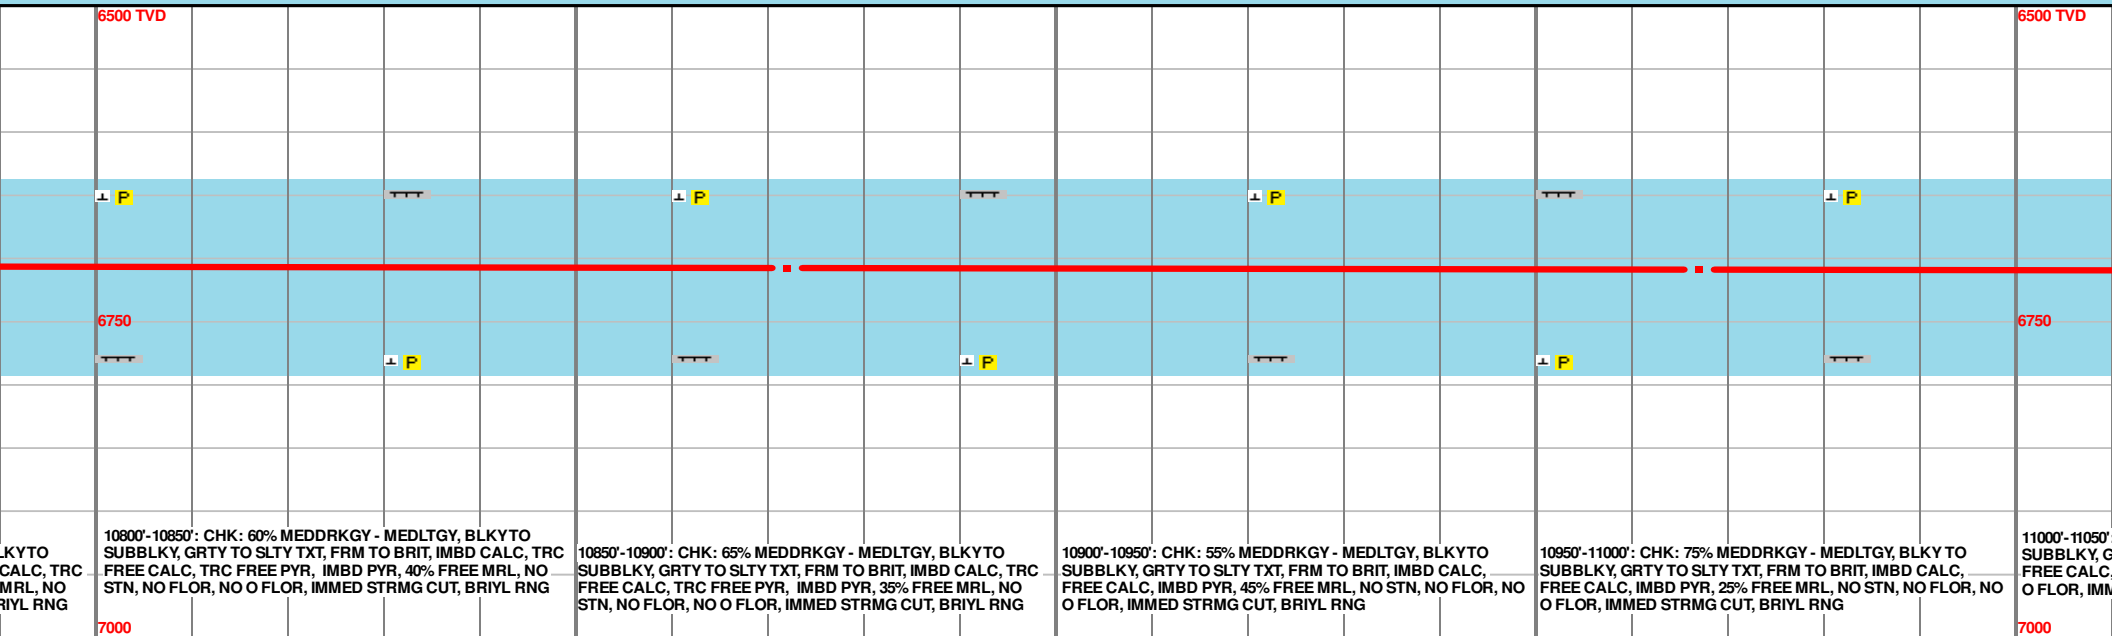 6500 TVD
6500 TVD
P
P
P
P
6750
6750
P
P
P
LKY TO
CALC, TRC
MRL, NO
RIYL RNG
10800'-10850': CHK: 60% MEDDRKGY - MEDLTGY, BLKY TO
SUBBLKY, GRTY TO SLTY TXT, FRM TO BRIT, IMBD CALC, TRC
FREE CALC, TRC FREE PYR, IMBD PYR, 40% FREE MRL, NO
STN, NO FLOR, NO O FLOR, IMMED STRMG CUT, BRIYL RNG
10850'-10900': CHK: 65% MEDDRKGY - MEDLTGY, BLKY TO
SUBBLKY, GRTY TO SLTY TXT, FRM TO BRIT, IMBD CALC, TRC
FREE CALC, TRC FREE PYR, IMBD PYR, 35% FREE MRL, NO
STN, NO FLOR, NO O FLOR, IMMED STRMG CUT, BRIYL RNG
10900'-10950': CHK: 55% MEDDRKGY - MEDLTGY, BLKY TO
SUBBLKY, GRTY TO SLTY TXT, FRM TO BRIT, IMBD CALC,
FREE CALC, IMBD PYR, 45% FREE MRL, NO STN, NO FLOR, NO
O FLOR, IMMED STRMG CUT, BRIYL RNG
10950'-11000': CHK: 75% MEDDRKGY - MEDLTGY, BLKY TO
SUBBLKY, GRTY TO SLTY TXT, FRM TO BRIT, IMBD CALC,
FREE CALC, IMBD PYR, 25% FREE MRL, NO STN, NO FLOR, NO
O FLOR, IMMED STRMG CUT, BRIYL RNG
11000'-11050':
SUBBLKY, G
FREE CALC,
O FLOR, IMM
7000
7000